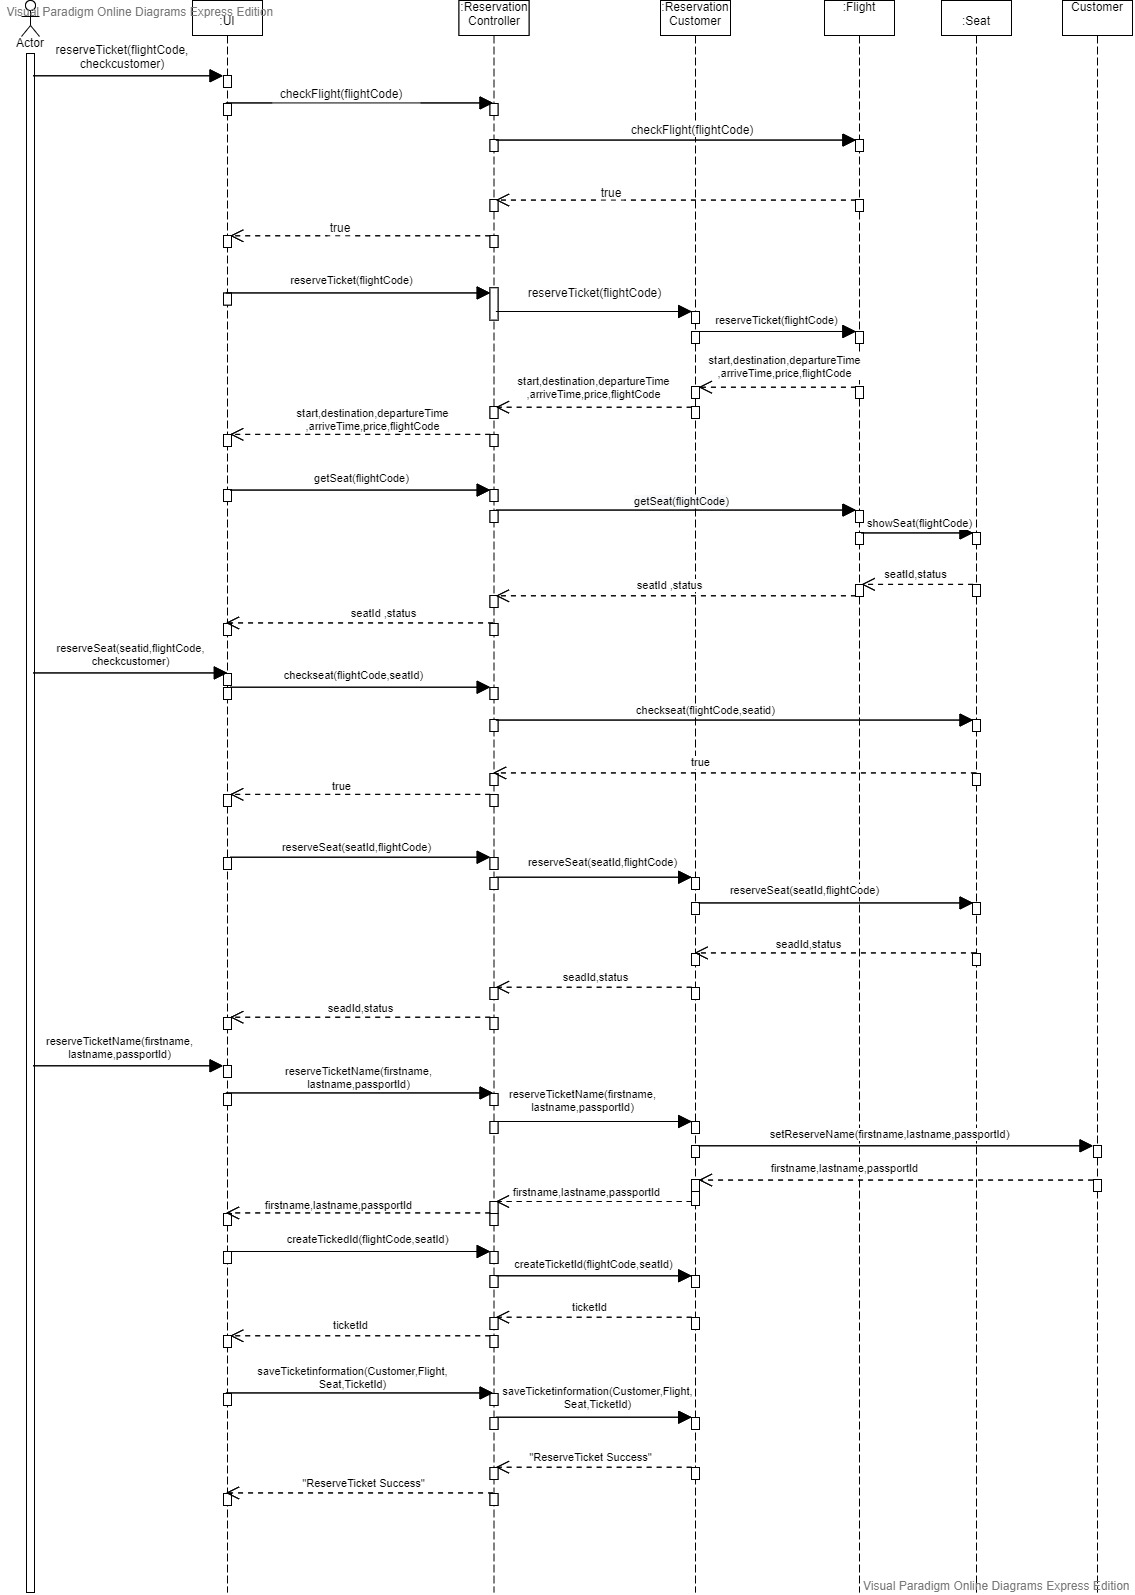 Visual Paradigm Online Diagrams Express Edition
:UI
:Reservation
Controller
:Reservation
Customer
:Flight
:Seat
Customer
Actor
reserveTicket(flightCode,
checkcustomer)
checkFlight(flightCode)
checkFlight(flightCode)
true
true
reserveTicket(flightCode)
reserveTicket(flightCode)
reserveTicket(flightCode)
start,destination,departureTime
,arriveTime,price,flightCode
start,destination,departureTime
,arriveTime,price,flightCode
start,destination,departureTime
,arriveTime,price,flightCode
getSeat(flightCode)
getSeat(flightCode)
showSeat(flightCode)
seatId,status
seatId ,status
seatId ,status
reserveSeat(seatid,flightCode,
checkcustomer)
checkseat(flightCode,seatId)
checkseat(flightCode,seatid)
true
true
reserveSeat(seatId,flightCode)
reserveSeat(seatId,flightCode)
reserveSeat(seatId,flightCode)
seadId,status
seadId,status
seadId,status
reserveTicketName(firstname,
lastname,passportId)
reserveTicketName(firstname,
lastname,passportId)
reserveTicketName(firstname,
lastname,passportId)
setReserveName(firstname,lastname,passportId)
firstname,lastname,passportId
firstname,lastname,passportId
firstname,lastname,passportId
createTickedId(flightCode,seatId)
createTicketId(flightCode,seatId)
ticketId
ticketId
saveTicketinformation(Customer,Flight,
Seat,TicketId)
saveTicketinformation(Customer,Flight,
Seat,TicketId)
"ReserveTicket Success"
"ReserveTicket Success"
Visual Paradigm Online Diagrams Express Edition